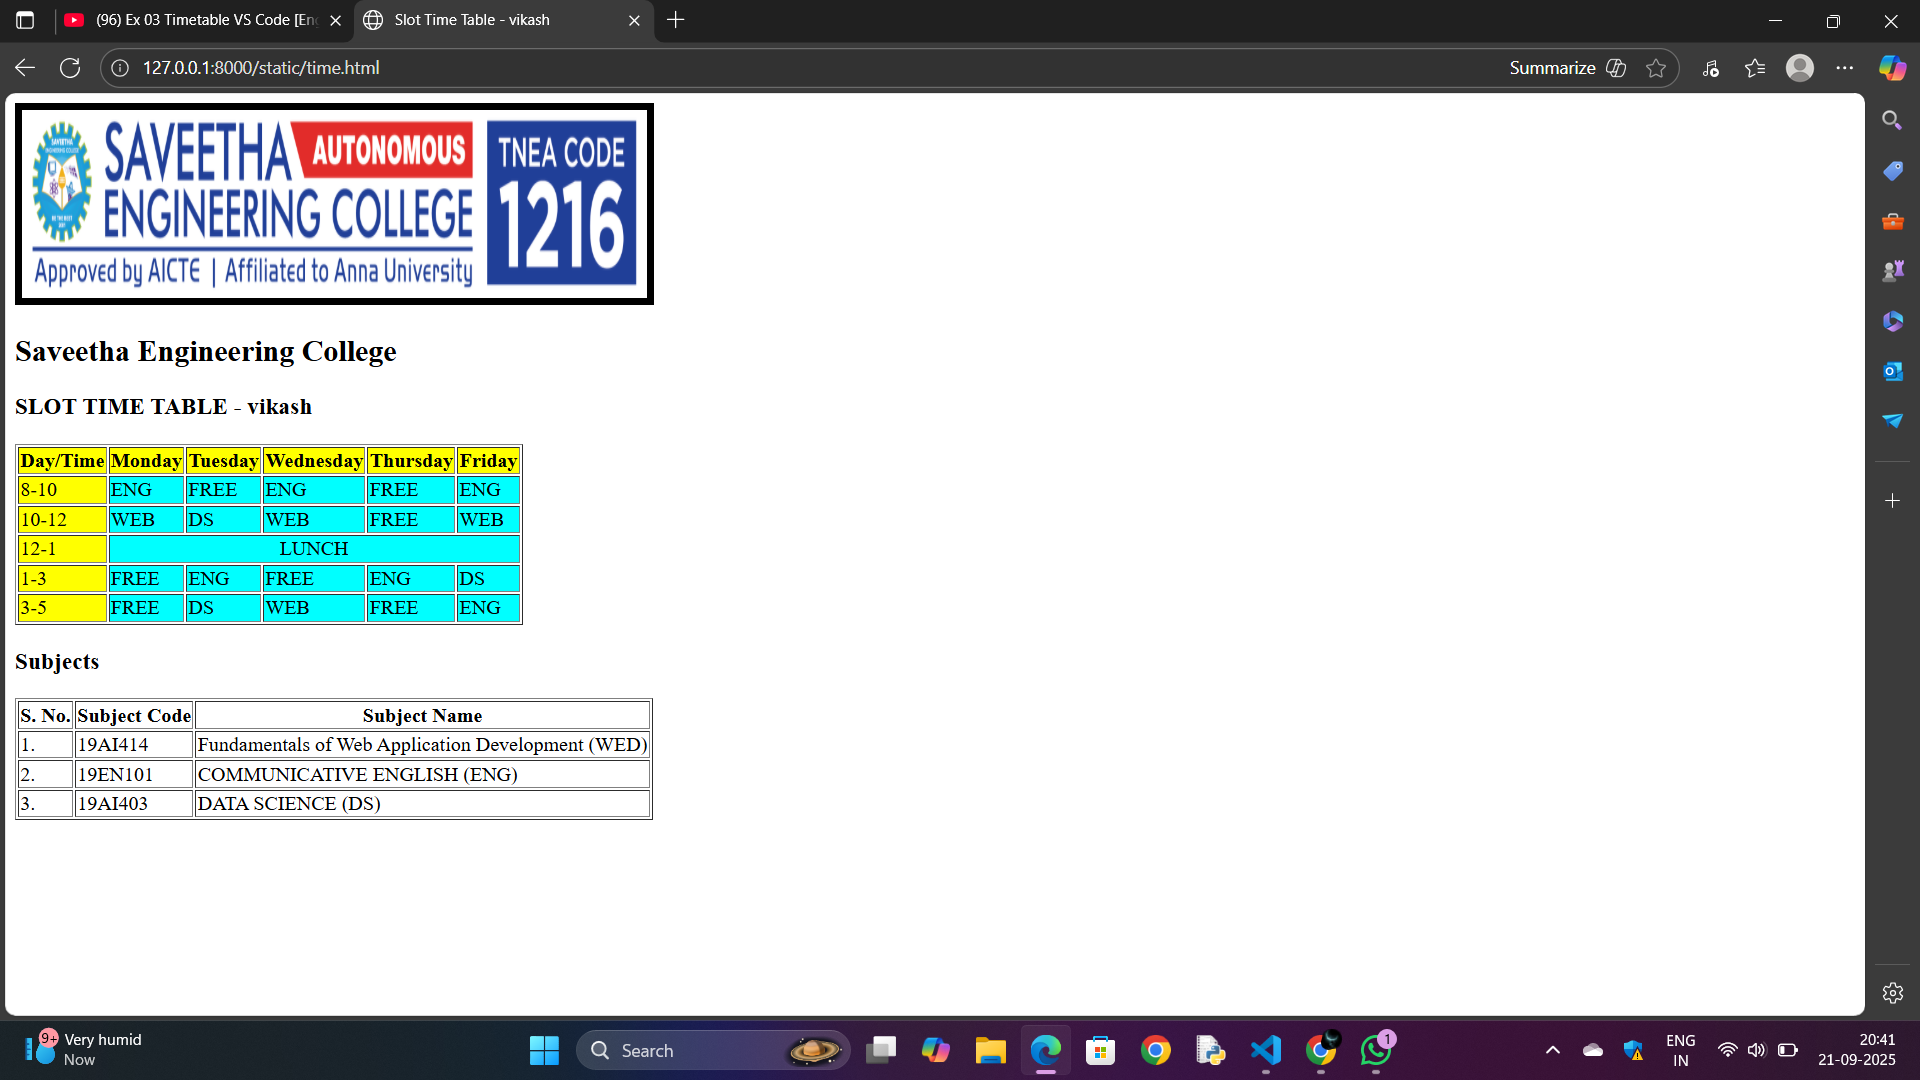 (96) Ex 03 Timetable VS Code [En
Slot Time Table - vikash
127.0.0.1:8000/static/time.html
Summarize
SAVEETHA AUTONOMOUS
ENGINEERING COLLEGE
Approved by AICTE | Affiliated to Anna University
TNEA CODE
1216
Saveetha Engineering College
SLOT TIME TABLE - vikash
Day/Time Monday Tuesday Wednesday Thursday Friday
8-10 ENG FREE ENG FREE ENG
10-12 WEB DS WEB FREE WEB
12-1 LUNCH
1-3 FREE ENG FREE ENG DS
3-5 FREE DS WEB FREE ENG
Subjects
S. No. Subject Code Subject Name
1. 19AI414 Fundamentals of Web Application Development (WED)
2. 19EN101 COMMUNICATIVE ENGLISH (ENG)
3. 19AI403 DATA SCIENCE (DS)
9+ Very humid
Now
Search
1
ENG
IN
20:41
21-09-2025